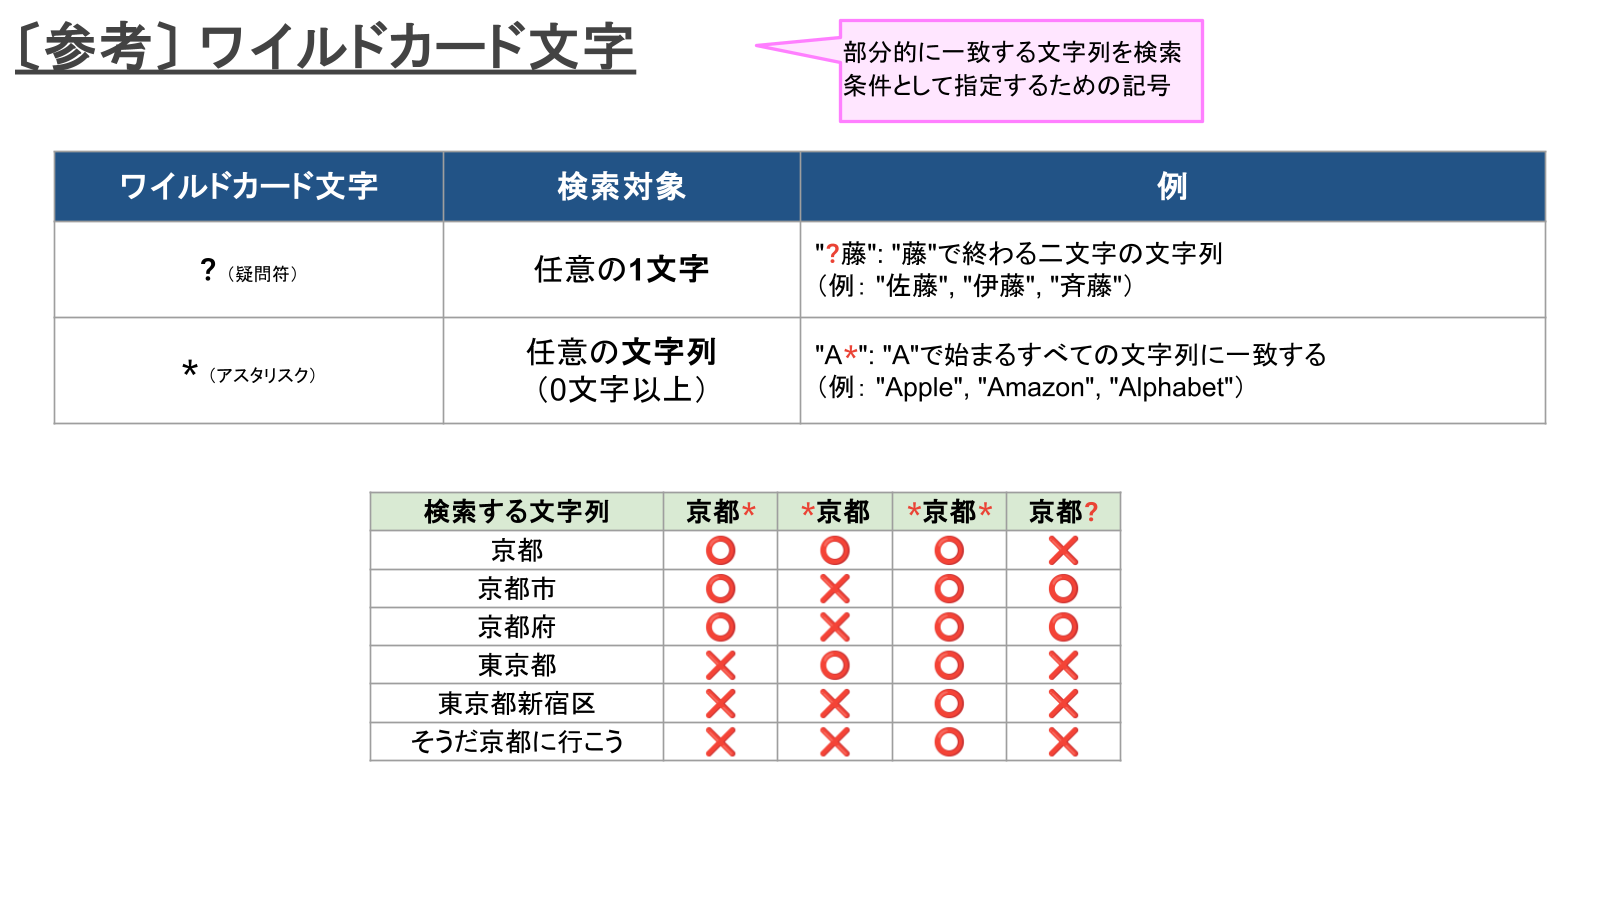 〔参考〕ワイルドカード文字
部分的に一致する文字列を検索
条件として指定するための記号
ワイルドカード文字 検索対象 例
?（疑問符） 任意の1文字
"?藤": "藤"で終わる二文字の文字列
（例： "佐藤", "伊藤", "斉藤"）
*（アスタリスク）
任意の文字列
（0文字以上）
"A*": "A"で始まるすべての文字列に一致する
（例： "Apple", "Amazon", "Alphabet"）
検索する文字列 京都* *京都 *京都* 京都?
京都 ⭕ ⭕ ⭕ ❌
京都市 ⭕ ❌ ⭕ ⭕
京都府 ⭕ ❌ ⭕ ⭕
東京都 ❌ ⭕ ⭕ ❌
東京都新宿区 ❌ ❌ ⭕ ❌
そうだ京都に行こう ❌ ❌ ⭕ ❌